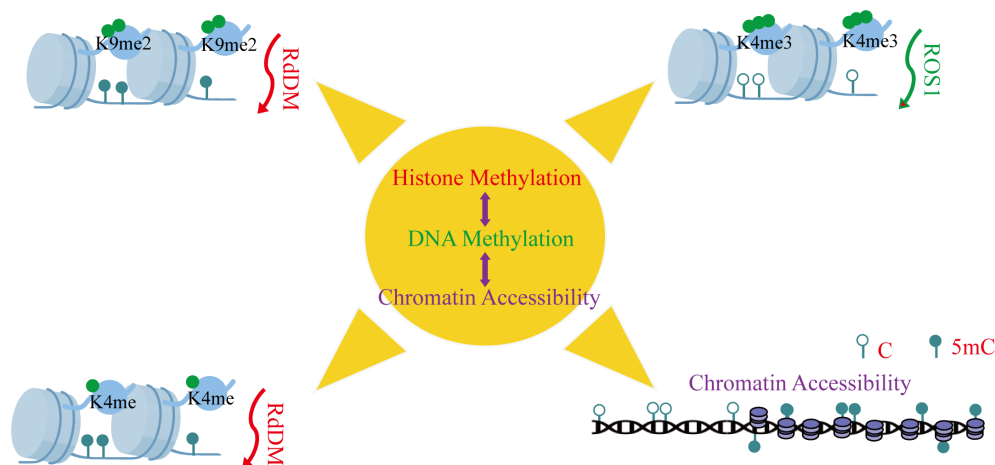 K9me2
K9me2
RdDM
K4me3
K4me3
ROS1
Histone Methylation
DNA Methylation
Chromatin Accessibility
K4me
K4me
RdDM
C
5mC
Chromatin Accessibility